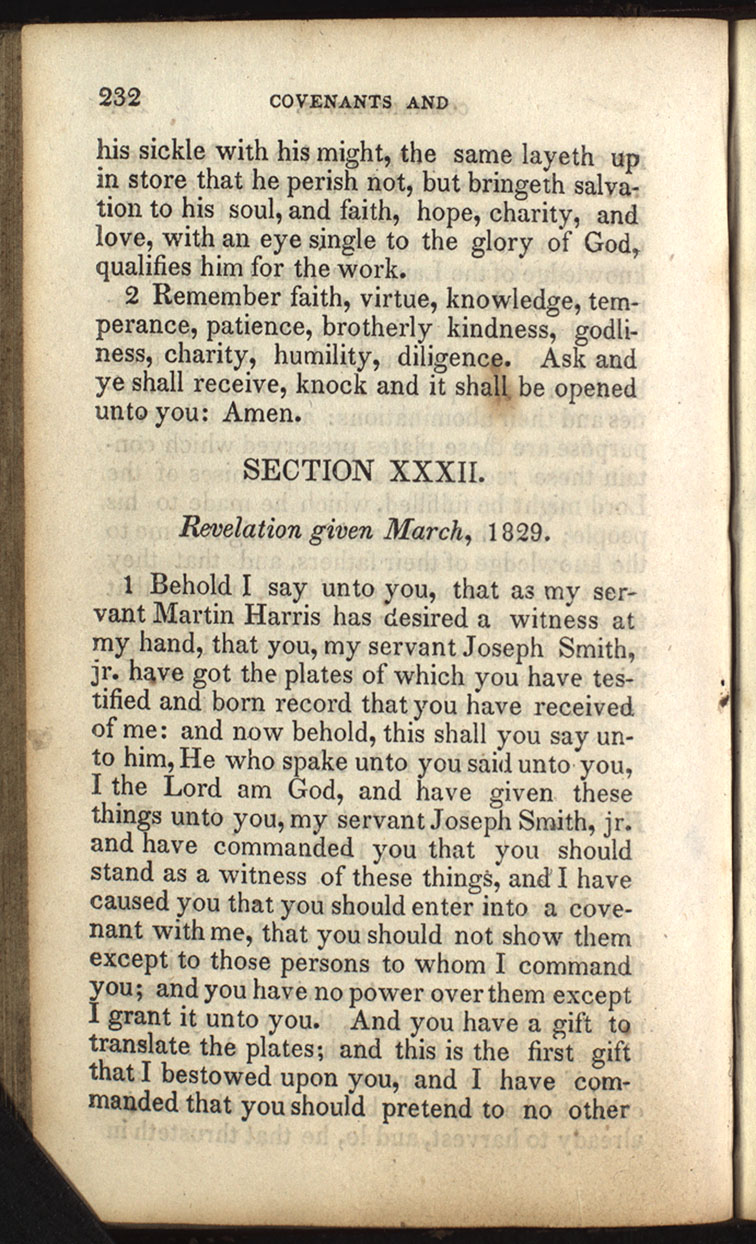 232 COVENANTS AND
his sickle with his might, the same layeth up
in store that he perish not, but bringeth salva-
tion to his soul, and faith, hope, charity, and
love, with an eye single to the glory of God,
qualifies him for the work.
2 Remember faith, virtue, knowledge, tem-
perance, patience, brotherly kindness, godli-
ness, charity, humility, diligence. Ask and
ye shall receive, knock and it shall be opened
unto you: Amen.
SECTION XXXII.
Revelation given March, 1829.
1 Behold I say unto you, that as my ser-
vant Martin Harris has desired a witness at
my hand, that you, my servant Joseph Smith,
jr. have got the plates of which you have tes-
tified and born record that you have received
of me: and now behold, this shall you say un-
to him, He who spake unto you said unto you,
I the Lord am God, and have given these
things unto you, my servant Joseph Smith, jr.
and have commanded you that you should
stand as a witness of these things, and I have
caused you that you should enter into a cove-
nant with me, that you should not show them
except to those persons to whom I command
you; and you have no power over them except
I grant it unto you. And you have a gift to
translate the plates; and this is the first gift
that I bestowed upon you, and I have com-
manded that you should pretend to no other